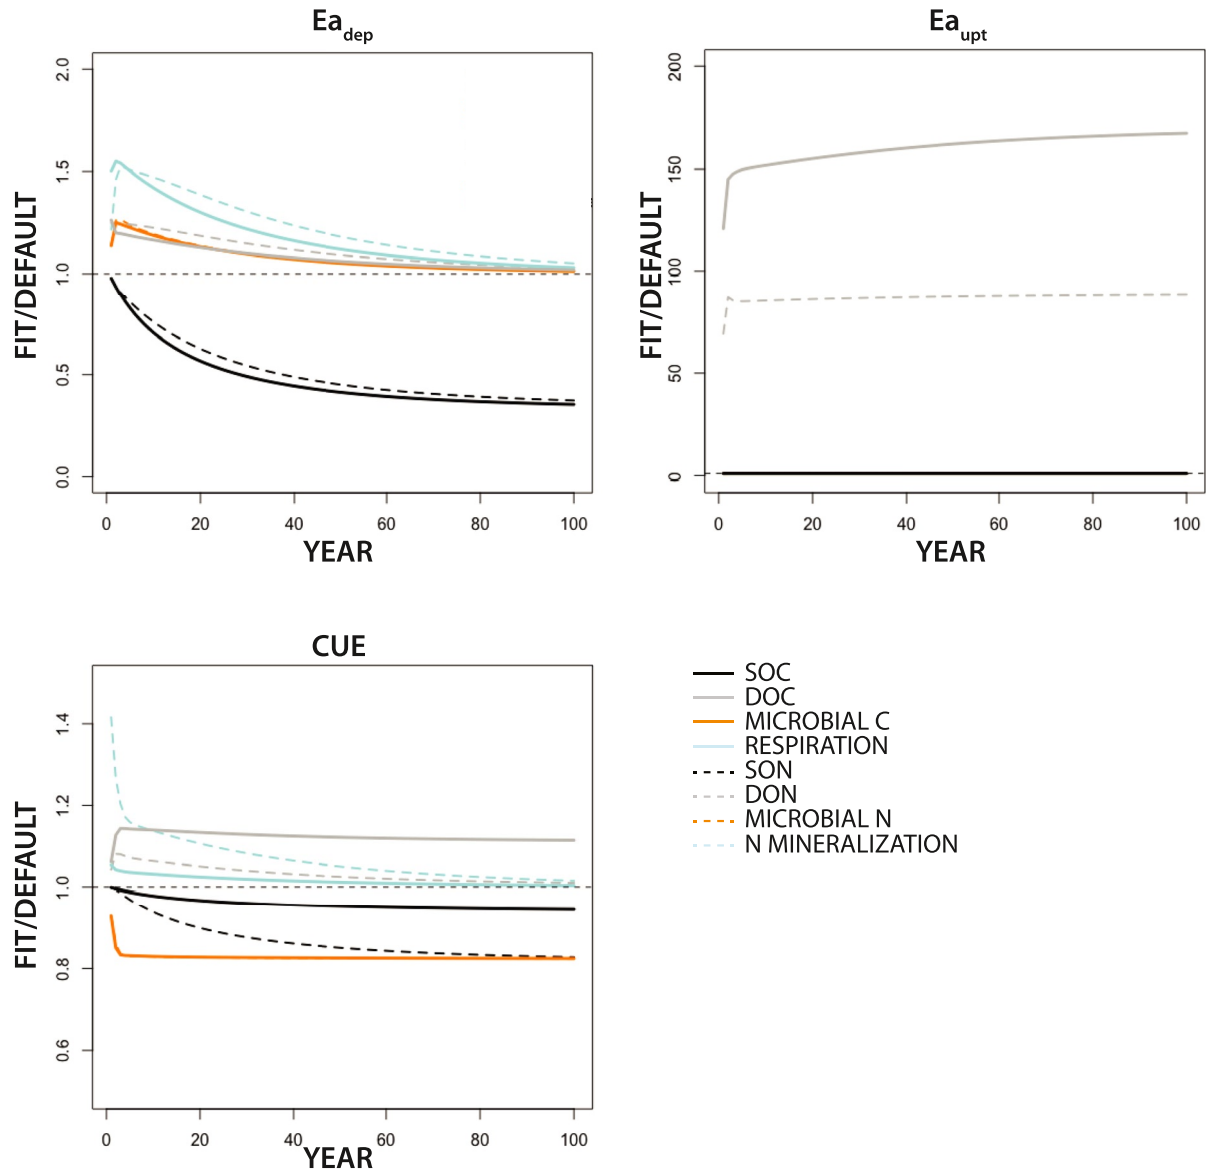 Ea dep
FIT/DEFAULT
2.0
1.5
1.0
0.5
0.0
0 20 40 60 80 100
YEAR
Ea upt
FIT/DEFAULT
200
150
100
50
0
0 20 40 60 80 100
YEAR
CUE
FIT/DEFAULT
1.4
1.2
1.0
0.8
0.6
0 20 40 60 80 100
YEAR
SOC
DOC
MICROBIAL C
RESPIRATION
SON
DON
MICROBIAL N
N MINERALIZATION